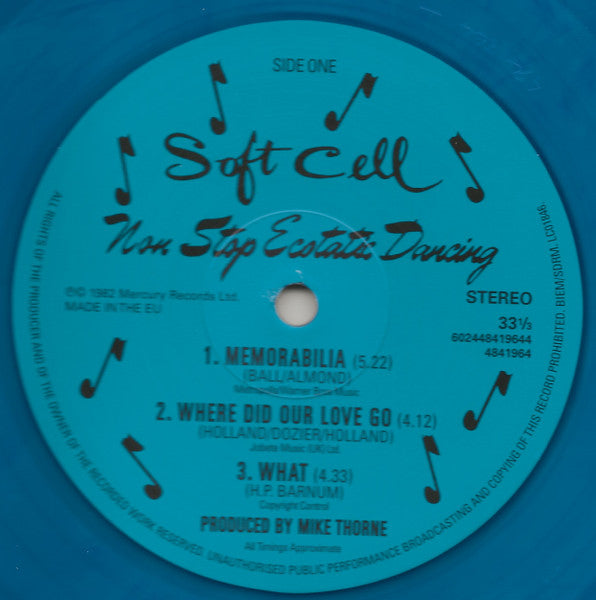 SIDE ONE
Soft Cell
Non Stop Ecstatic Dancing
℗© 1982 Mercury Records Ltd.
MADE IN THE EU
STEREO
33⅓
602448419644
4841964
1. MEMORABILIA (5.22)
(BALL/ALMOND)
Metropolis/Warner Bros Music
2. WHERE DID OUR LOVE GO (4.12)
(HOLLAND/DOZIER/HOLLAND)
Jobete Music (UK) Ltd.
3. WHAT (4.33)
(H.P. BARNUM)
Copyright Control
PRODUCED BY MIKE THORNE
All Timings Approximate
ALL RIGHTS OF THE PRODUCER AND OF THE OWNER OF THE RECORDED WORK RESERVED. UNAUTHORISED PUBLIC PERFORMANCE BROADCASTING AND COPYING OF THIS RECORD PROHIBITED. BIEM/SDRM. LC01846.